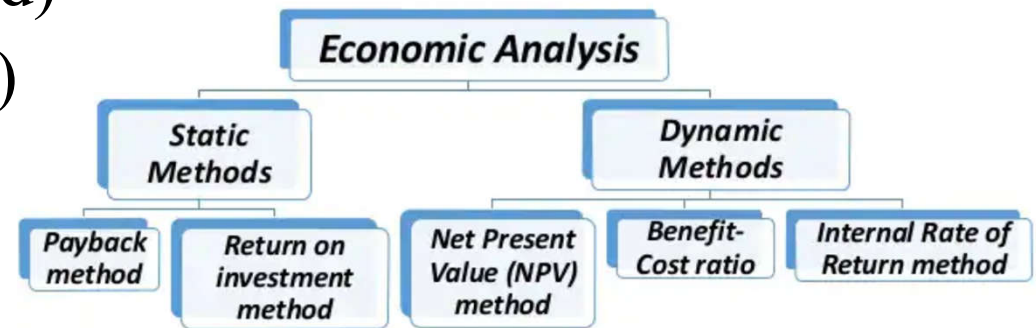 Economic Analysis
Static
Methods
Dynamic
Methods
Payback
method
Return on
investment
method
Net Present
Value (NPV)
method
Benefit-
Cost ratio
Internal Rate of
Return method